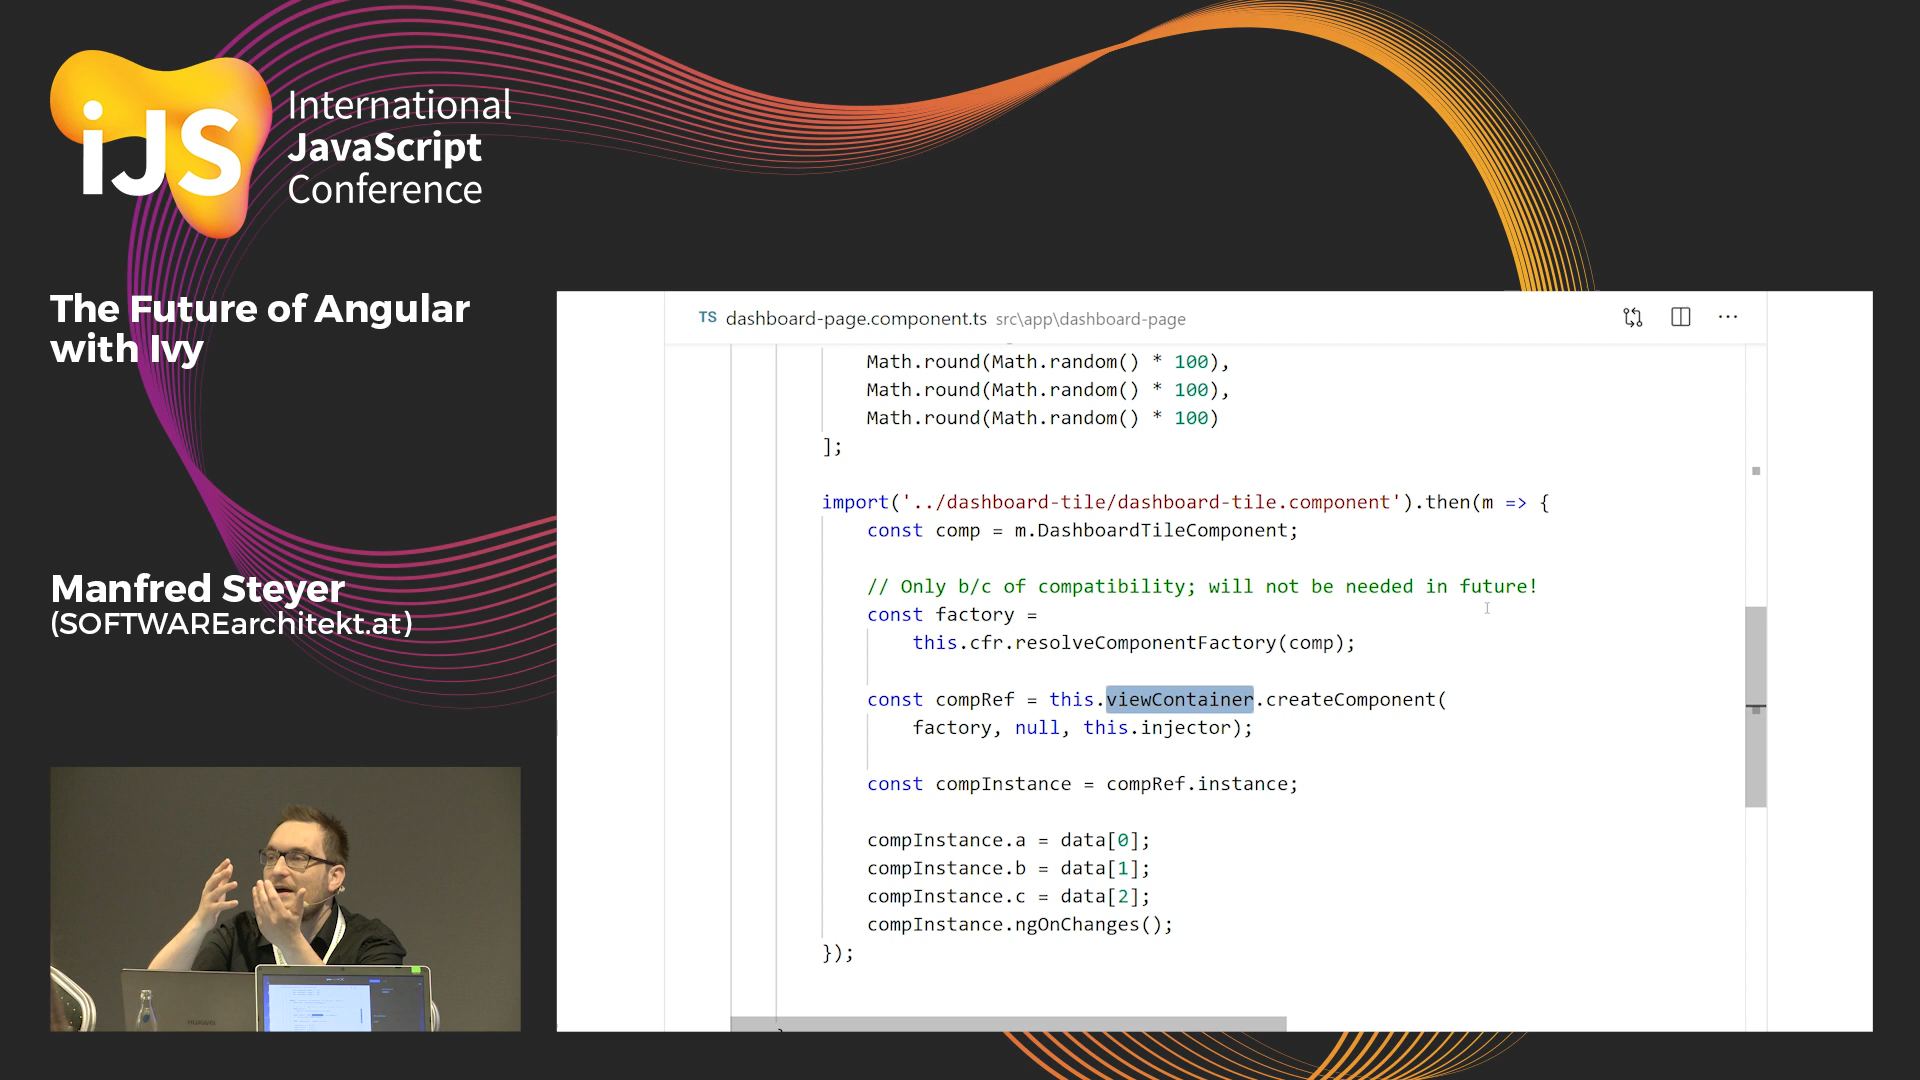 iJS
International
JavaScript
Conference
The Future of Angular
with Ivy
Manfred Steyer
(SOFTWAREarchitekt.at)
TS dashboard-page.component.ts src\app\dashboard-page
Math.round(Math.random() * 100),
Math.round(Math.random() * 100),
Math.round(Math.random() * 100)
];
import('../dashboard-tile/dashboard-tile.component').then(m => {
const comp = m.DashboardTileComponent;
// Only b/c of compatibility; will not be needed in future!
const factory =
this.cfr.resolveComponentFactory(comp);
const compRef = this.viewContainer.createComponent(
factory, null, this.injector);
const compInstance = compRef.instance;
compInstance.a = data[0];
compInstance.b = data[1];
compInstance.c = data[2];
compInstance.ngOnChanges();
});
HUAWEI